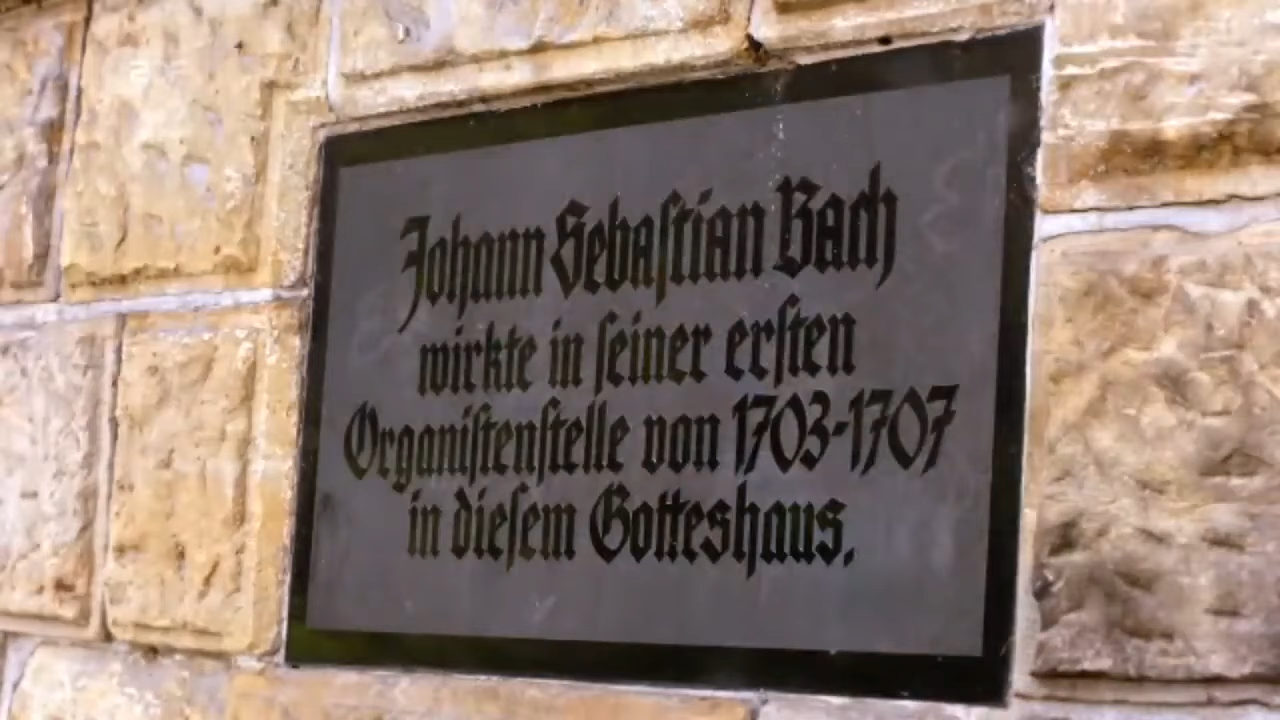 Johann Sebastian Bach
wirkte in seiner ersten
Organistenstelle von 1703-1707
in diesem Gotteshaus.